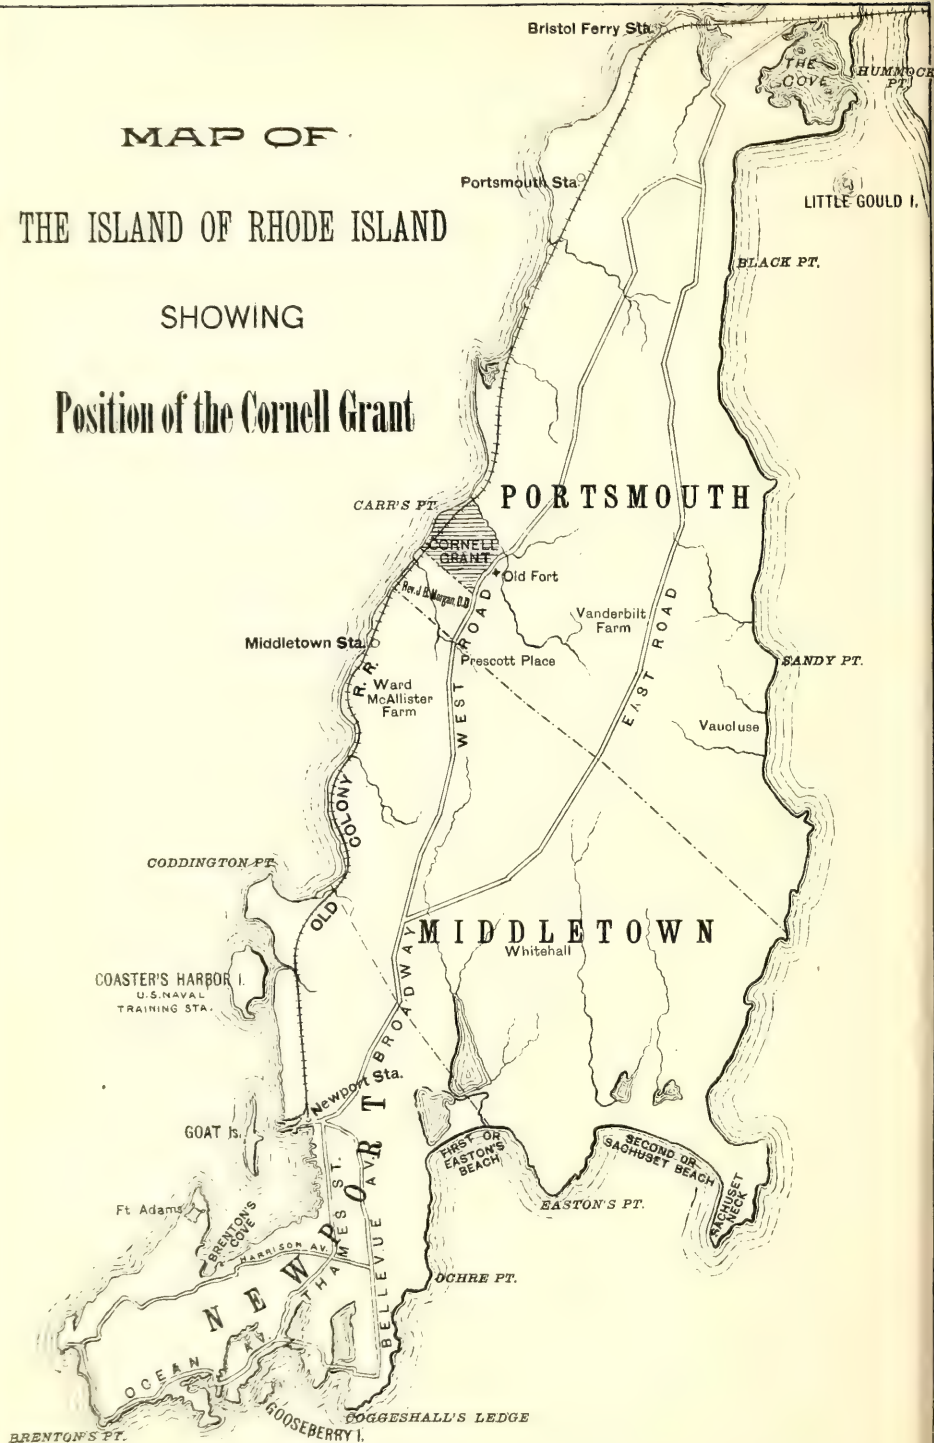 Bristol Ferry Sta.
THE
COVE
HUMMOCK
PT.
MAP OF
THE ISLAND OF RHODE ISLAND
SHOWING
Position of the Cornell Grant
Portsmouth Sta.
LITTLE GOULD I.
BLACK PT.
CARR'S PT.
PORTSMOUTH
CORNELL
GRANT
Old Fort
Rev. J. B. Morgan, D.D
Vanderbilt
Farm
Middletown Sta.
Prescott Place
SANDY PT.
Ward
McAllister
Farm
WEST ROAD
EAST ROAD
Vaucluse
OLD COLONY R. R.
CODDINGTON PT.
MIDDLETOWN
Whitehall
COASTER'S HARBOR I.
U.S. NAVAL
TRAINING STA.
BROADWAY
Newport Sta.
GOAT Is.
FIRST OR
EASTON'S
BEACH
SECOND OR
SACHUSET BEACH
SACHUSET
NECK
EASTON'S PT.
Ft Adams
BRENTON'S
COVE
HARRISON AV.
THAMES ST.
BELLEVUE AV.
NEWPORT
OCHRE PT.
OCEAN AV.
GOOSEBERRY I.
COGGESHALL'S LEDGE
BRENTON'S PT.